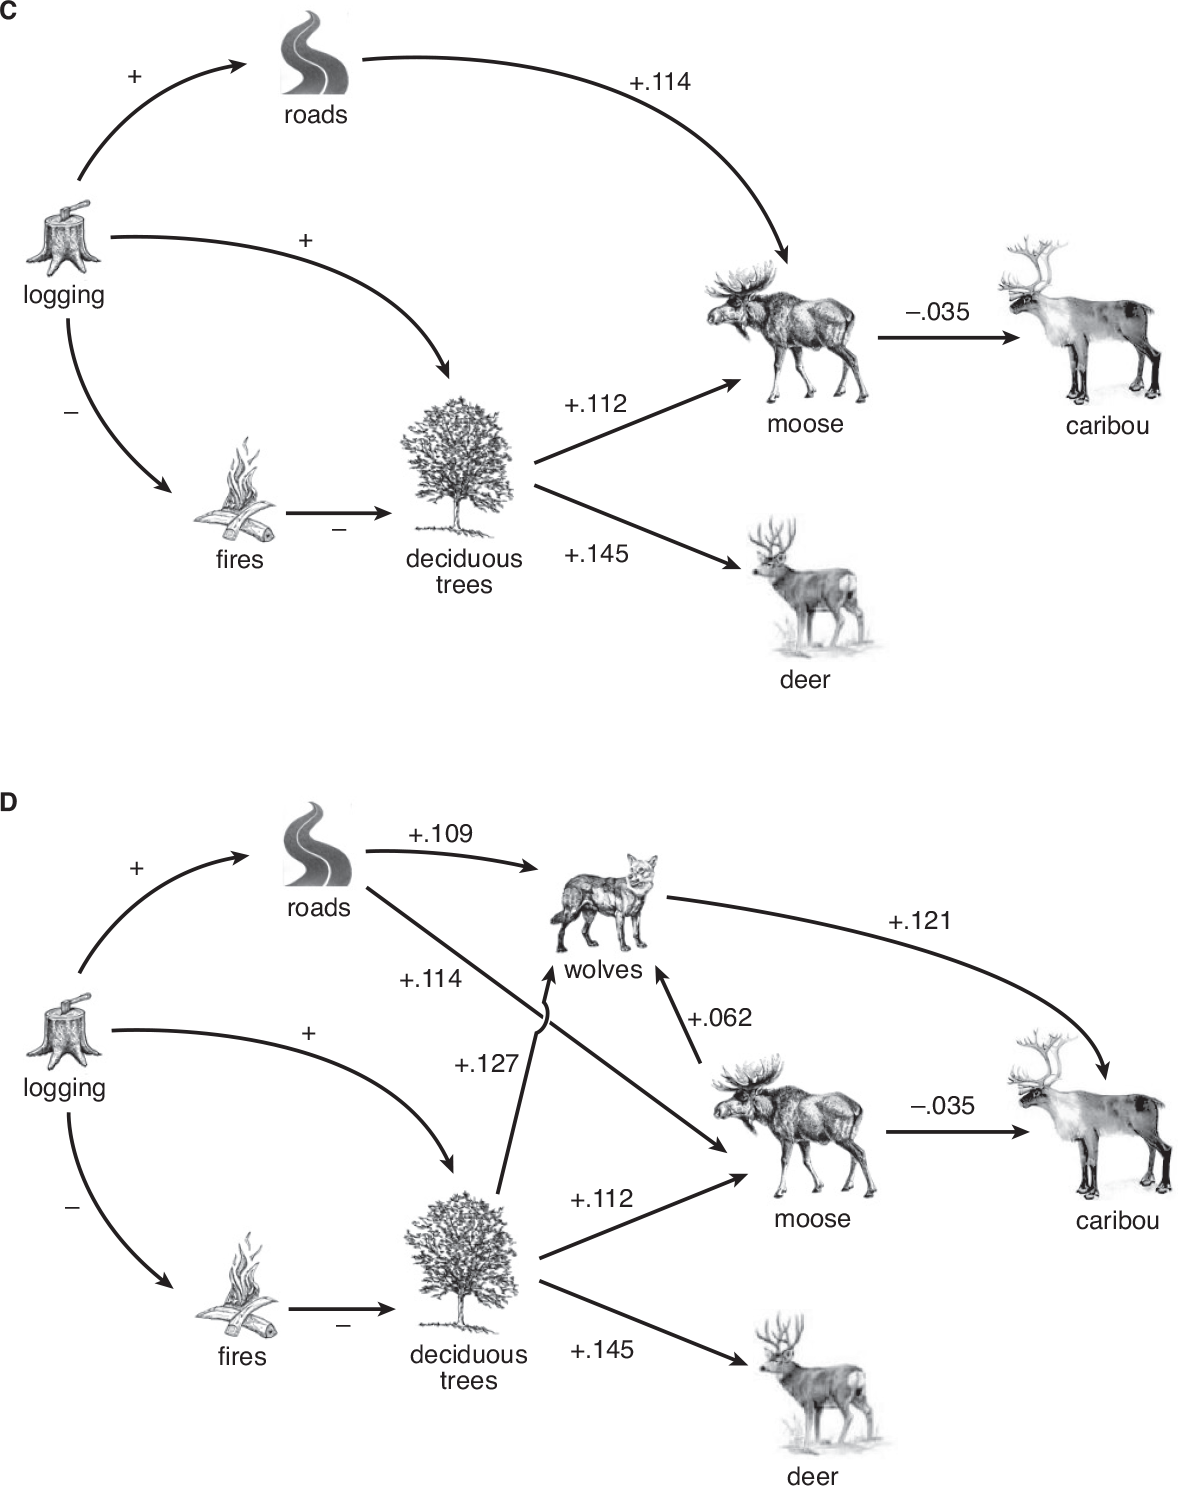 C
+
roads
+.114
+
logging
−.035
−
+.112
moose
caribou
fires
−
deciduous
trees
+.145
deer
D
+
roads
+.109
wolves
+.121
+.114
+.062
+
logging
+.127
−.035
−
+.112
moose
caribou
fires
−
deciduous
trees
+.145
deer